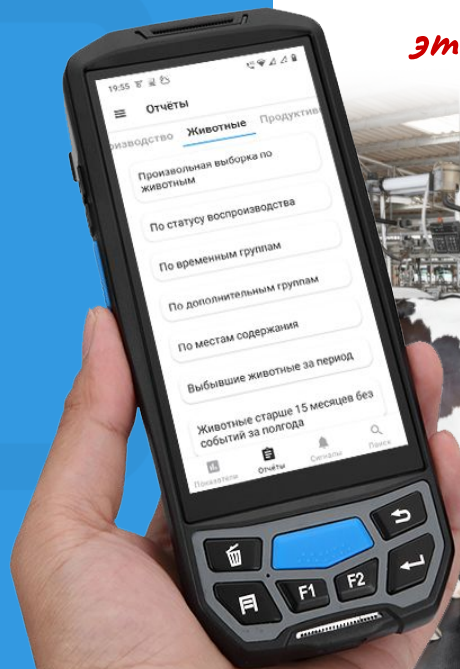 эт
19:55
Отчёты
оизводство Животные Продуктив
Произвольная выборка по
животным
По статусу воспроизводства
По временным группам
По дополнительным группам
По местам содержания
Выбывшие животные за период
Животные старше 15 месяцев без
событий за полгода
Показатели Отчёты Сигналы Поиск
F1 F2